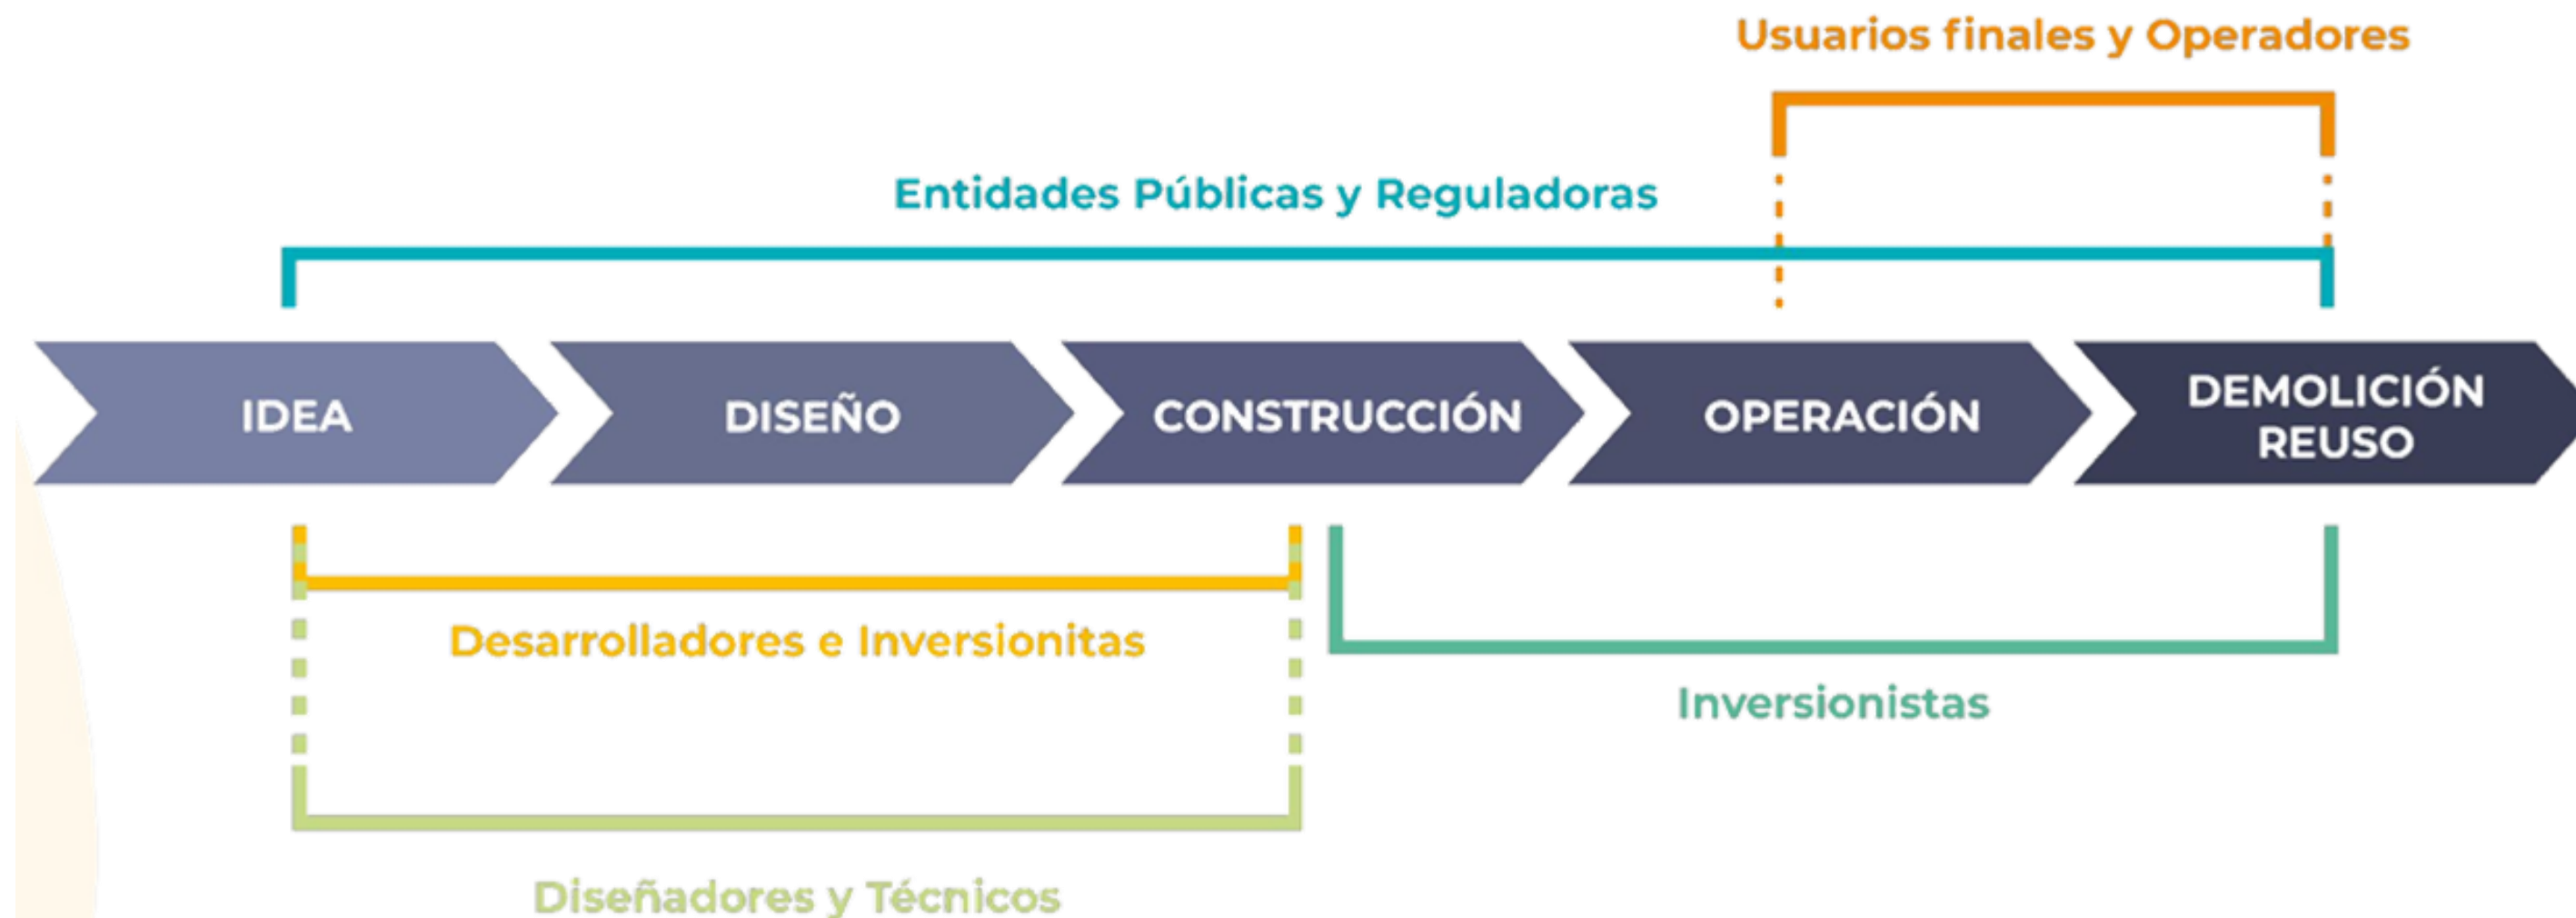 Usuarios finales y Operadores
Entidades Públicas y Reguladoras
IDEA
DISEÑO
CONSTRUCCIÓN
OPERACIÓN
DEMOLICIÓN
REUSO
Desarrolladores e Inversionitas
Inversionistas
Diseñadores y Técnicos